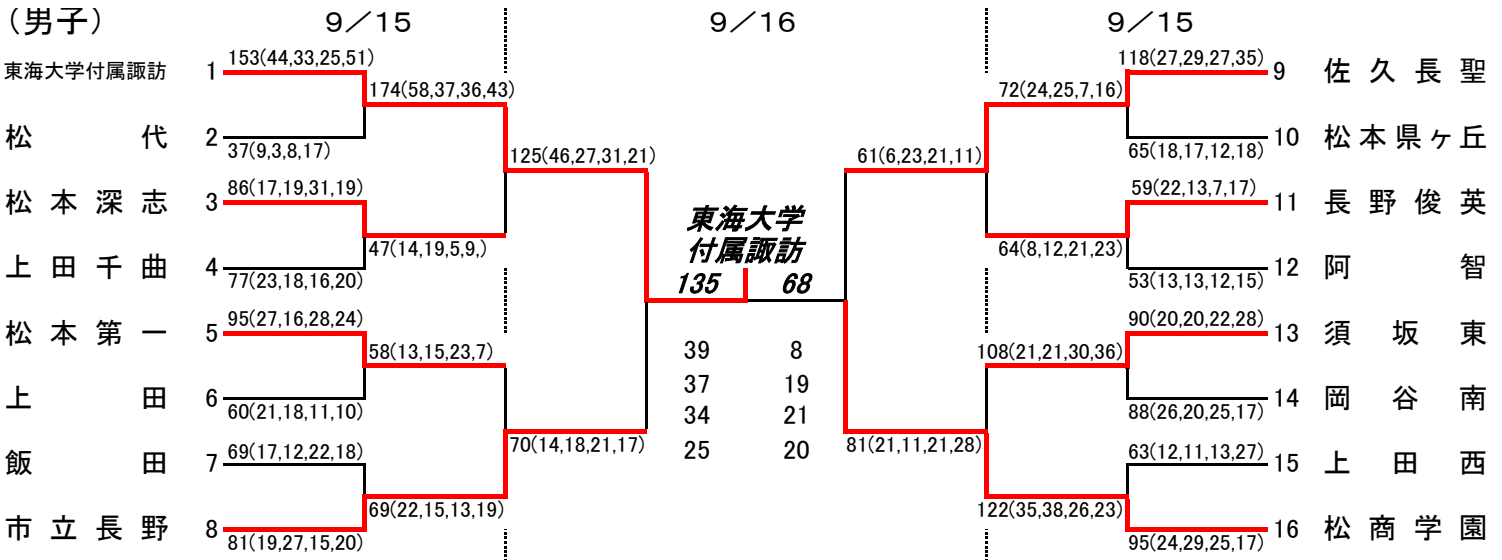 (男子)
9／15
9／16
9／15
東海大学付属諏訪 1 153(44,33,25,51)
174(58,37,36,43)
松代 2 37(9,3,8,17)
125(46,27,31,21)
松本深志 3 86(17,19,31,19)
47(14,19,5,9,)
上田千曲 4 77(23,18,16,20)
松本第一 5 95(27,16,28,24)
58(13,15,23,7)
上田 6 60(21,18,11,10)
70(14,18,21,17)
飯田 7 69(17,12,22,18)
69(22,15,13,19)
市立長野 8 81(19,27,15,20)
東海大学
付属諏訪
135 68
39 8
37 19
34 21
25 20
118(27,29,27,35) 9 佐久長聖
72(24,25,7,16)
65(18,17,12,18) 10 松本県ヶ丘
61(6,23,21,11)
59(22,13,7,17) 11 長野俊英
64(8,12,21,23)
53(13,13,12,15) 12 阿智
90(20,20,22,28) 13 須坂東
108(21,21,30,36)
88(26,20,25,17) 14 岡谷南
81(21,11,21,28)
63(12,11,13,27) 15 上田西
122(35,38,26,23)
95(24,29,25,17) 16 松商学園